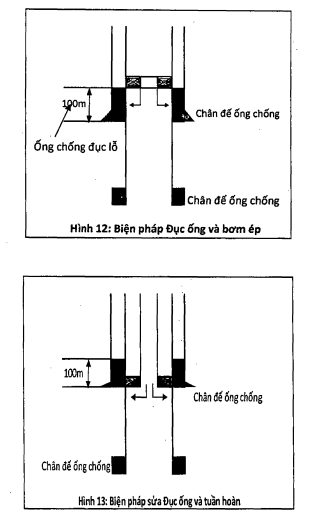 100m
Chân đế ống chống
Ống chống đục lỗ
Chân đế ống chống
Hình 12: Biện pháp Đục ống và bơm ép
100m
Chân đế ống chống
Chân đế ống chống
Hình 13: Biện pháp sửa Đục ống và tuần hoàn